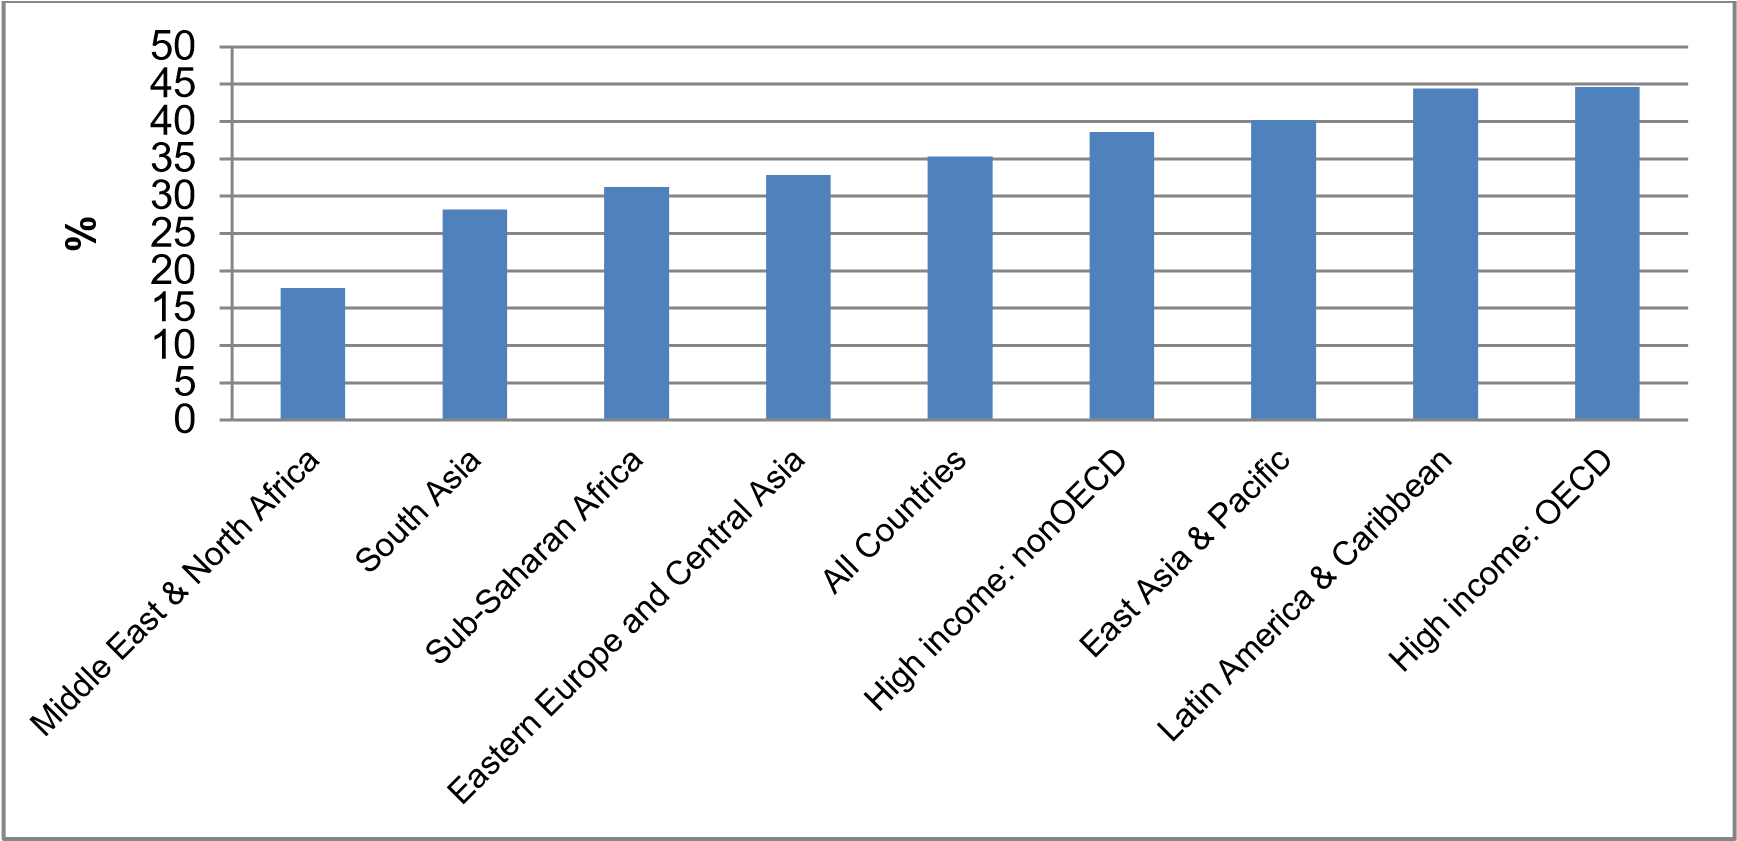 %
50
45
40
35
30
25
20
15
10
5
0
Middle East & North Africa
South Asia
Sub-Saharan Africa
Eastern Europe and Central Asia
All Countries
High income: nonOECD
East Asia & Pacific
Latin America & Caribbean
High income: OECD